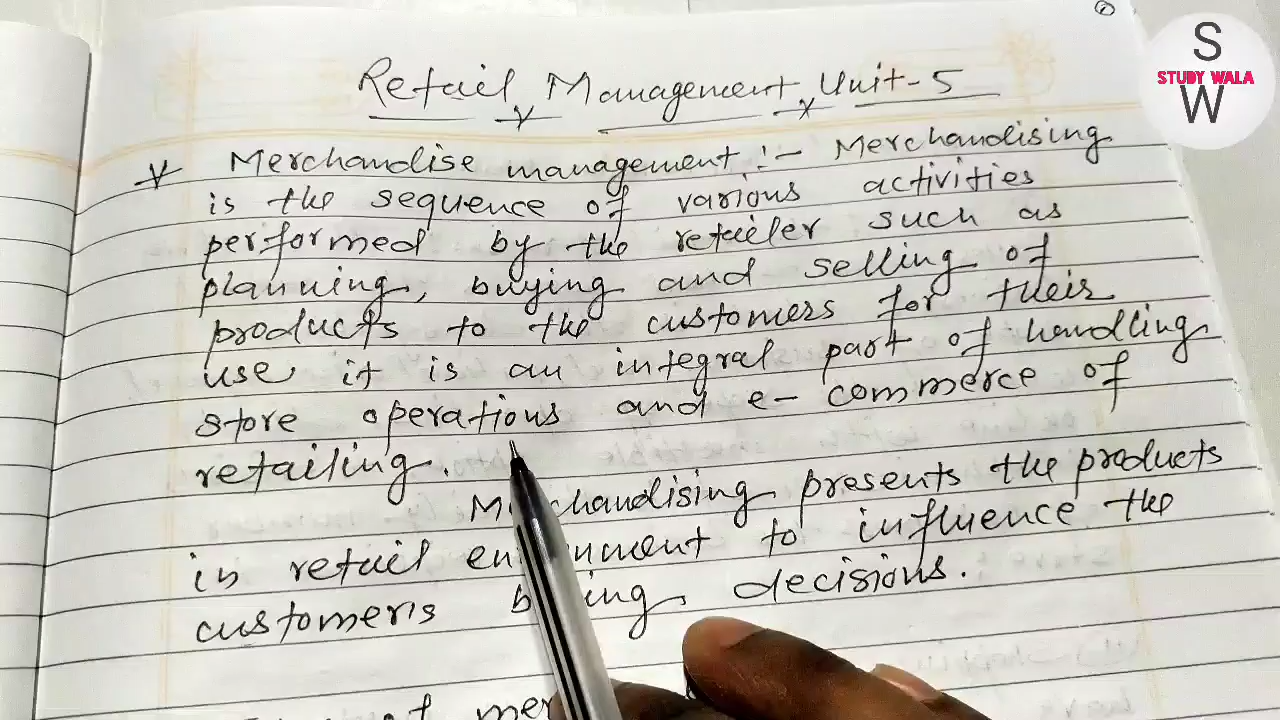 1
S
STUDY WALA
W
Retail Management Unit-5
Merchandise management :- Merchandising
is the sequence of various activities
performed by the retailer such as
planning, buying and selling of
products to the customers for their
use it is an integral part of handling
store operations and e-commerce of
retailing.
Merchandising presents the products
in retail to influence the
customer's decisions.